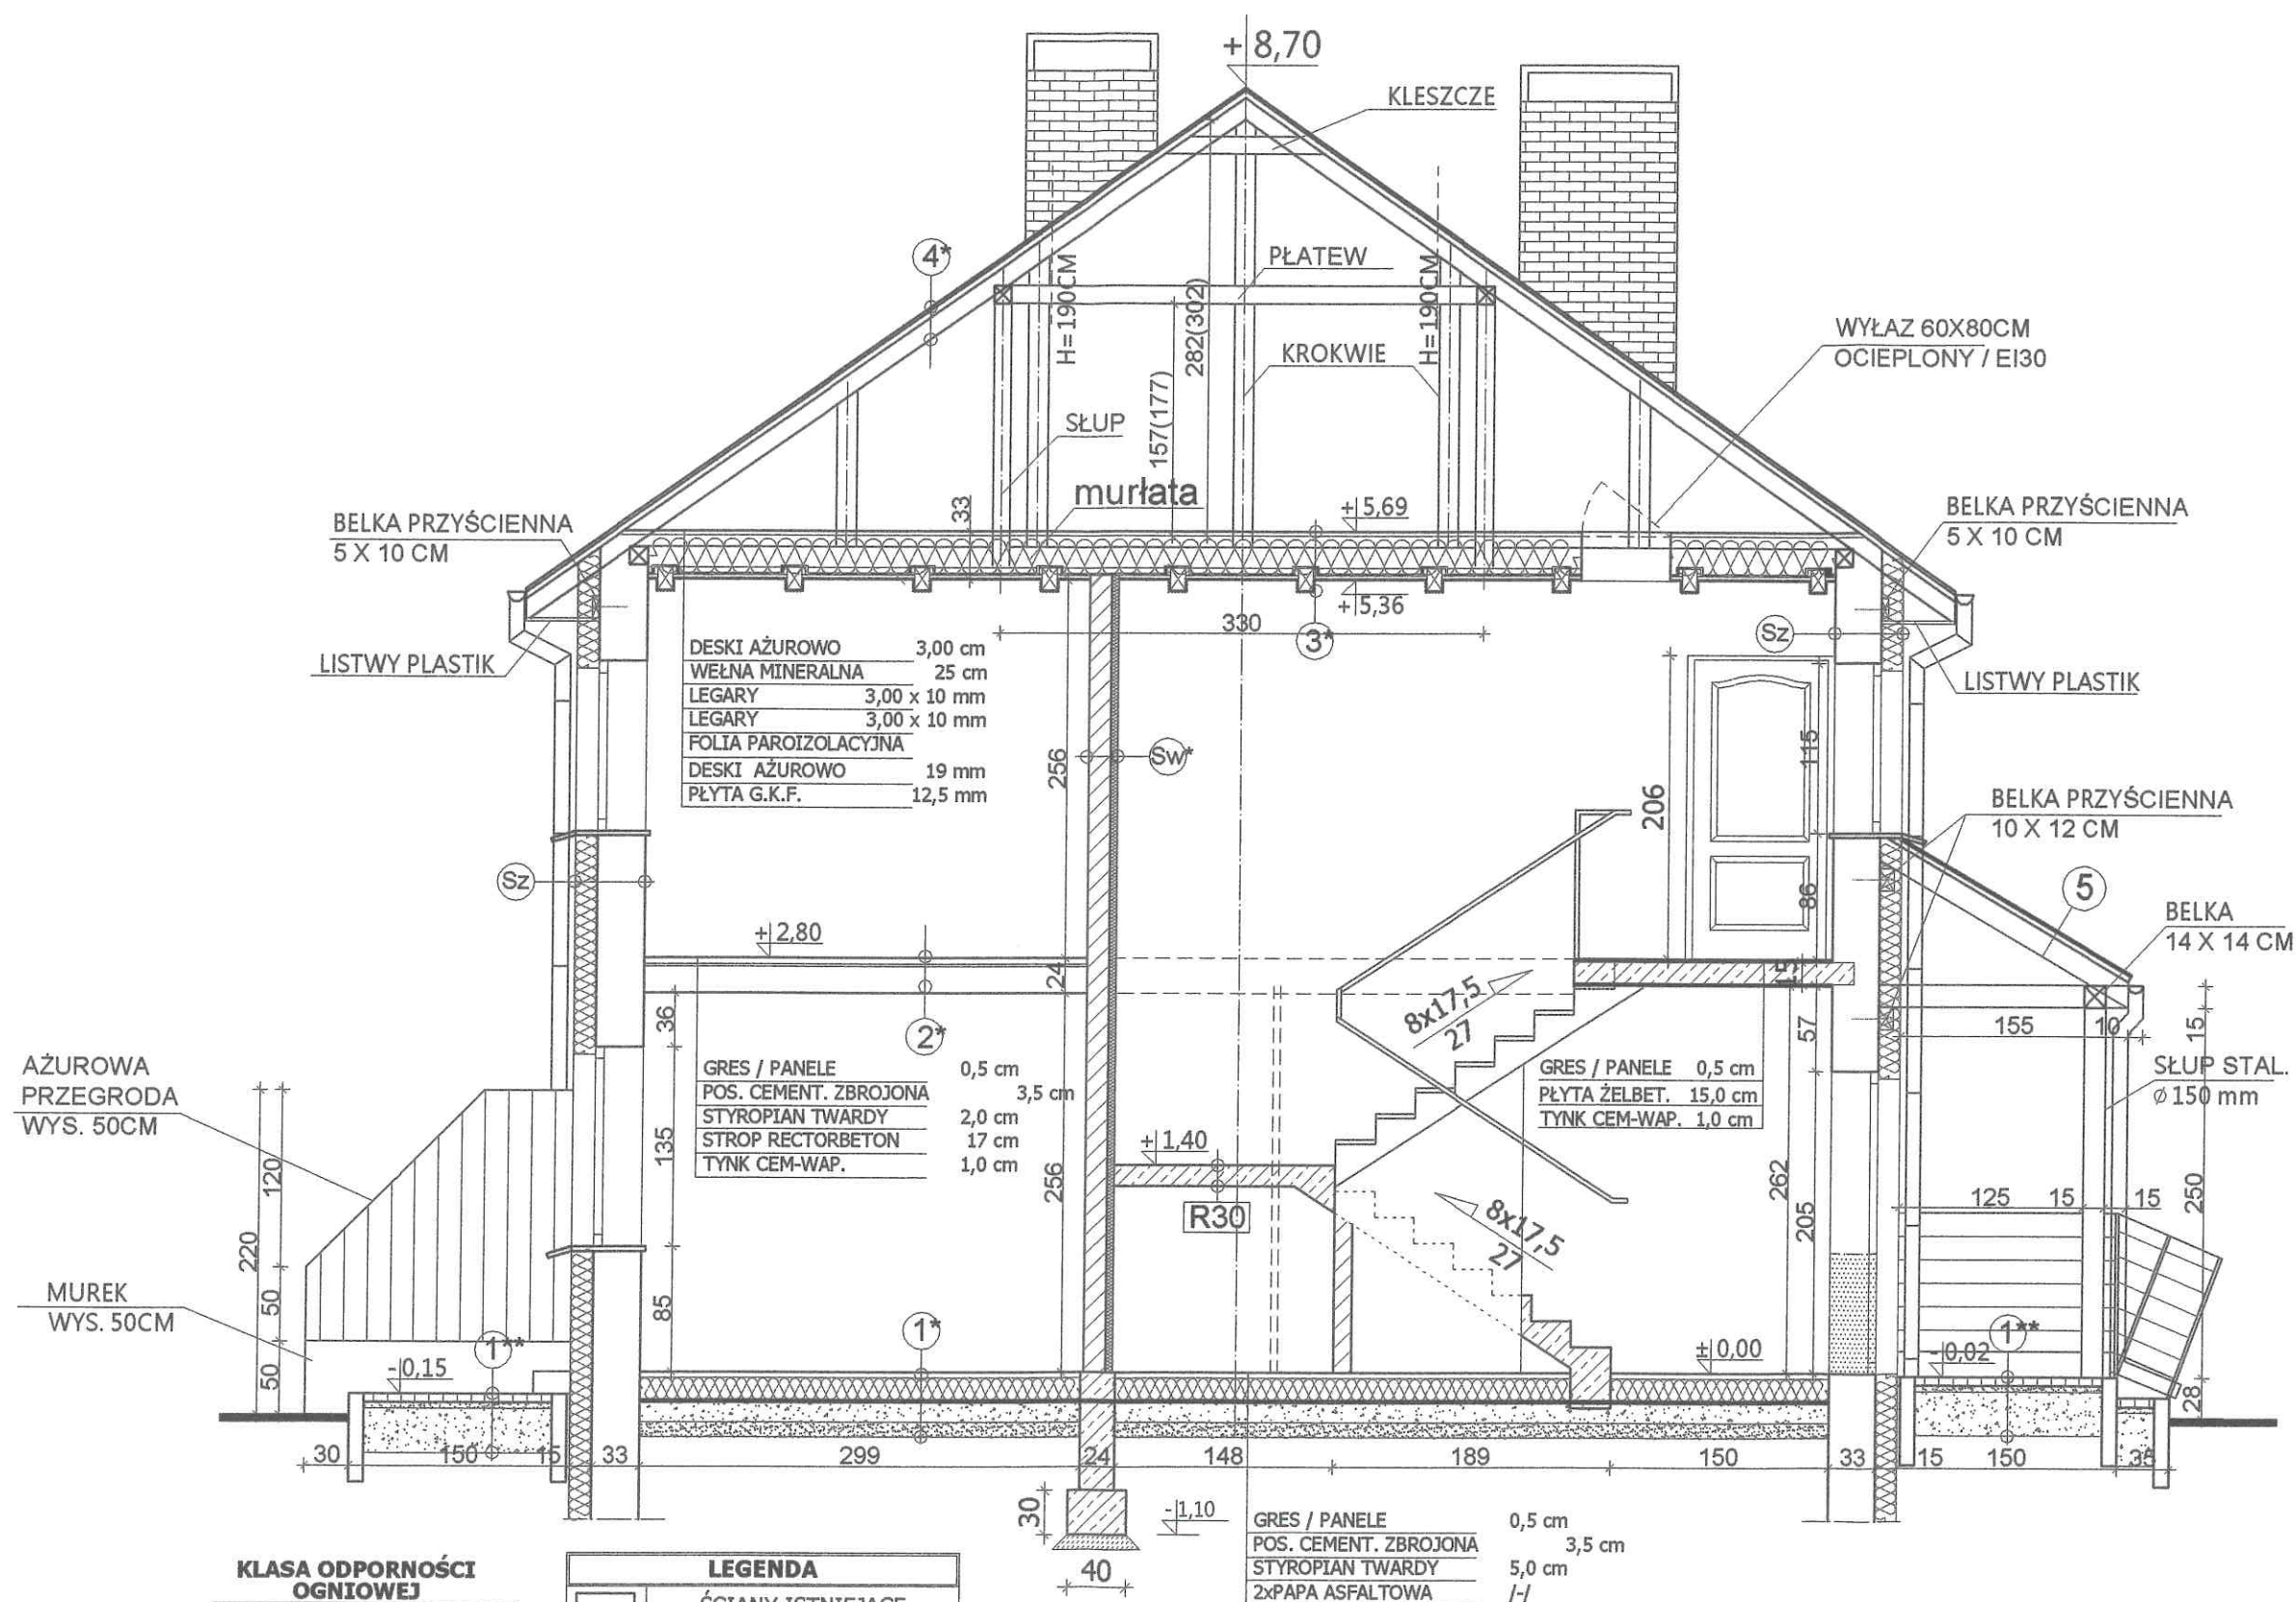 + 8,70
KLESZCZE
4*
PŁATEW
H= 190CM
282(302)
H= 190CM
157(177)
KROKWIE
WYŁAZ 60X80CM
OCIEPLONY / EI30
SŁUP
murłata
33
+ 5,69
BELKA PRZYŚCIENNA
5 X 10 CM
BELKA PRZYŚCIENNA
5 X 10 CM
+ 5,36
330
3*
Sz
LISTWY PLASTIK
LISTWY PLASTIK
DESKI AŻUROWO 3,00 cm
WEŁNA MINERALNA 25 cm
LEGARY 3,00 x 10 mm
LEGARY 3,00 x 10 mm
FOLIA PAROIZOLACYJNA
DESKI AŻUROWO 19 mm
PŁYTA G.K.F. 12,5 mm
256
Sw*
206
115
BELKA PRZYŚCIENNA
10 X 12 CM
Sz
86
5
BELKA
14 X 14 CM
+ 2,80
24
15
2*
36
8x17,5
27
57
155
10
15
AŻUROWA
PRZEGRODA
WYS. 50CM
GRES / PANELE 0,5 cm
POS. CEMENT. ZBROJONA 3,5 cm
STYROPIAN TWARDY 2,0 cm
STROP RECTORBETON 17 cm
TYNK CEM-WAP. 1,0 cm
GRES / PANELE 0,5 cm
PŁYTA ŻELBET. 15,0 cm
TYNK CEM-WAP. 1,0 cm
SŁUP STAL.
Ø 150 mm
135
+ 1,40
256
120
R30
8x17,5
27
262
205
125
15
15
250
220
50
MUREK
WYS. 50CM
85
1*
1**
1**
-0,15
± 0,00
-0,02
50
28
30
150
15
33
299
24
148
189
150
33
15
150
35
30
-1,10
40
GRES / PANELE 0,5 cm
POS. CEMENT. ZBROJONA 3,5 cm
STYROPIAN TWARDY 5,0 cm
2xPAPA ASFALTOWA /-/
KLASA ODPORNOŚCI
OGNIOWEJ
LEGENDA
ŚCIANY ISTNIEJĄCE